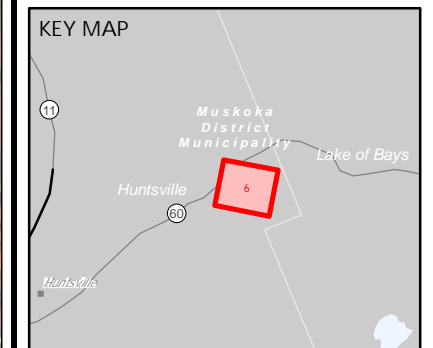 KEY MAP
11
Muskoka
District
Municipality
Lake of Bays
6
Huntsville
60
Huntsville